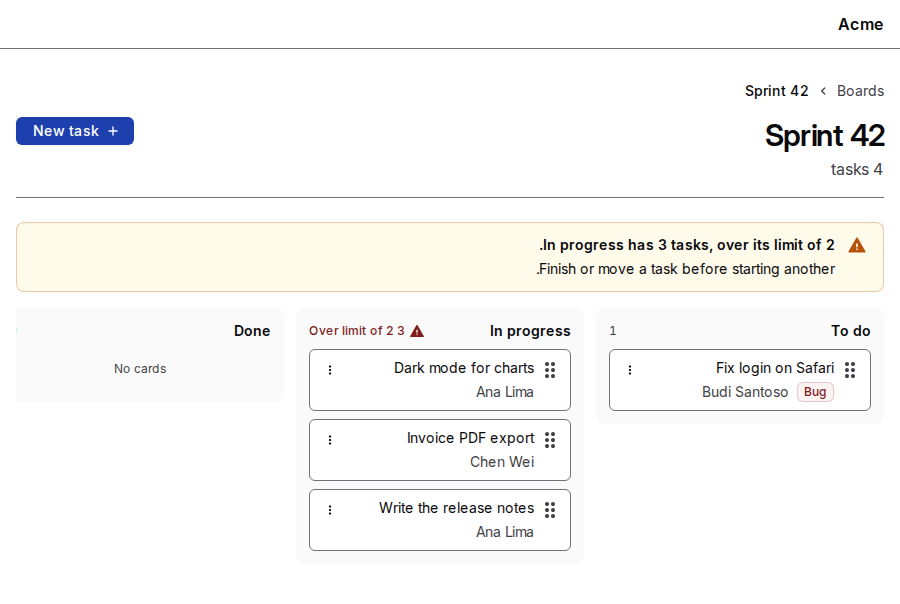 Acme
Boards
Sprint 42
Sprint 42
tasks 4
New task +
.In progress has 3 tasks, over its limit of 2
.Finish or move a task before starting another
To do
1
Fix login on Safari
Bug
Budi Santoso
In progress
Over limit of 2 3
Dark mode for charts
Ana Lima
Invoice PDF export
Chen Wei
Write the release notes
Ana Lima
Done
No cards